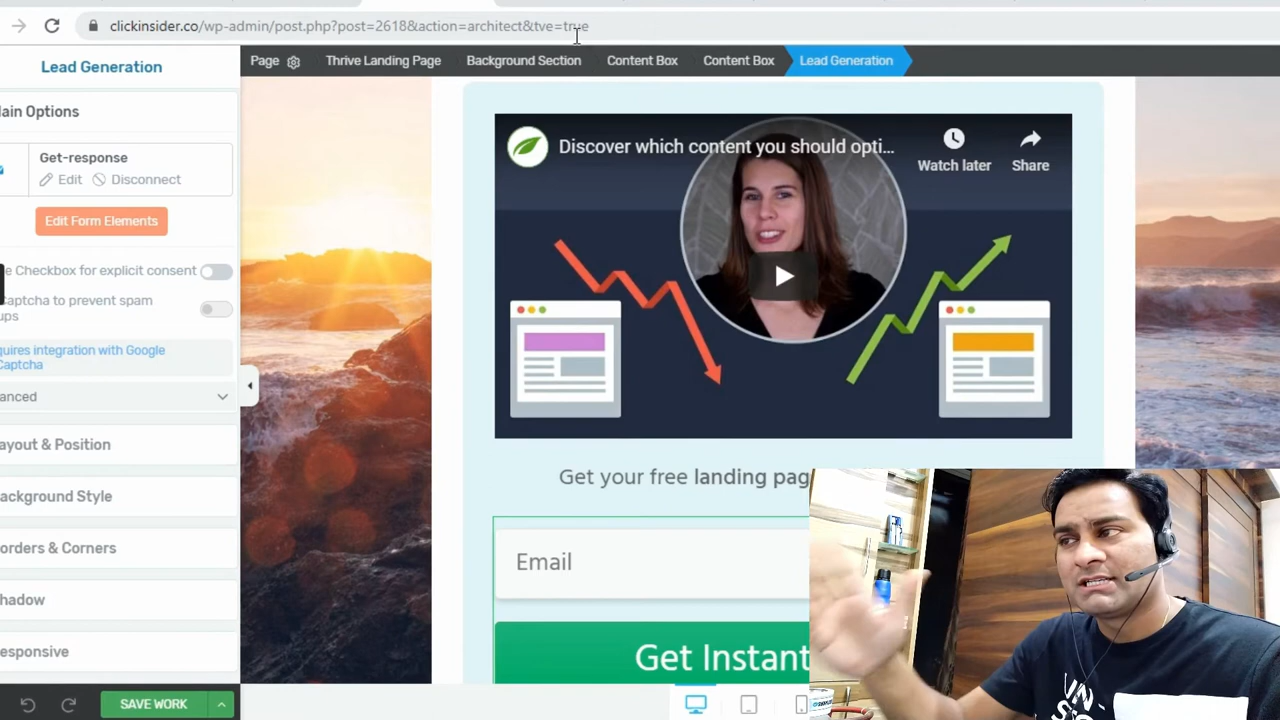 clickinsider.co/wp-admin/post.php?post=2618&action=architect&tve=true
Lead Generation
Page
Thrive Landing Page
Background Section
Content Box
Content Box
Lead Generation
ain Options
Get-response
Edit
Disconnect
Edit Form Elements
e Checkbox for explicit consent
aptcha to prevent spam
ups
quires integration with Google
Captcha
anced
ayout & Position
ackground Style
orders & Corners
hadow
esponsive
SAVE WORK
Discover which content you should opti...
Watch later
Share
Get your free landing pag
Email
Get Instant